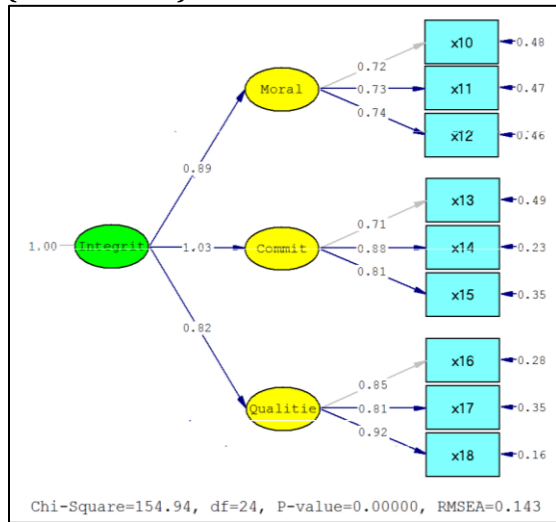 x10
0.48
0.72
Moral
0.73
x11
0.47
0.74
x12
0.46
0.89
x13
0.49
0.71
1.00
Integrit
1.03
Commit
0.88
x14
0.23
0.81
x15
0.35
0.82
x16
0.28
0.85
Qualitie
0.81
x17
0.35
0.92
x18
0.16
Chi-Square=154.94, df=24, P-value=0.00000, RMSEA=0.143